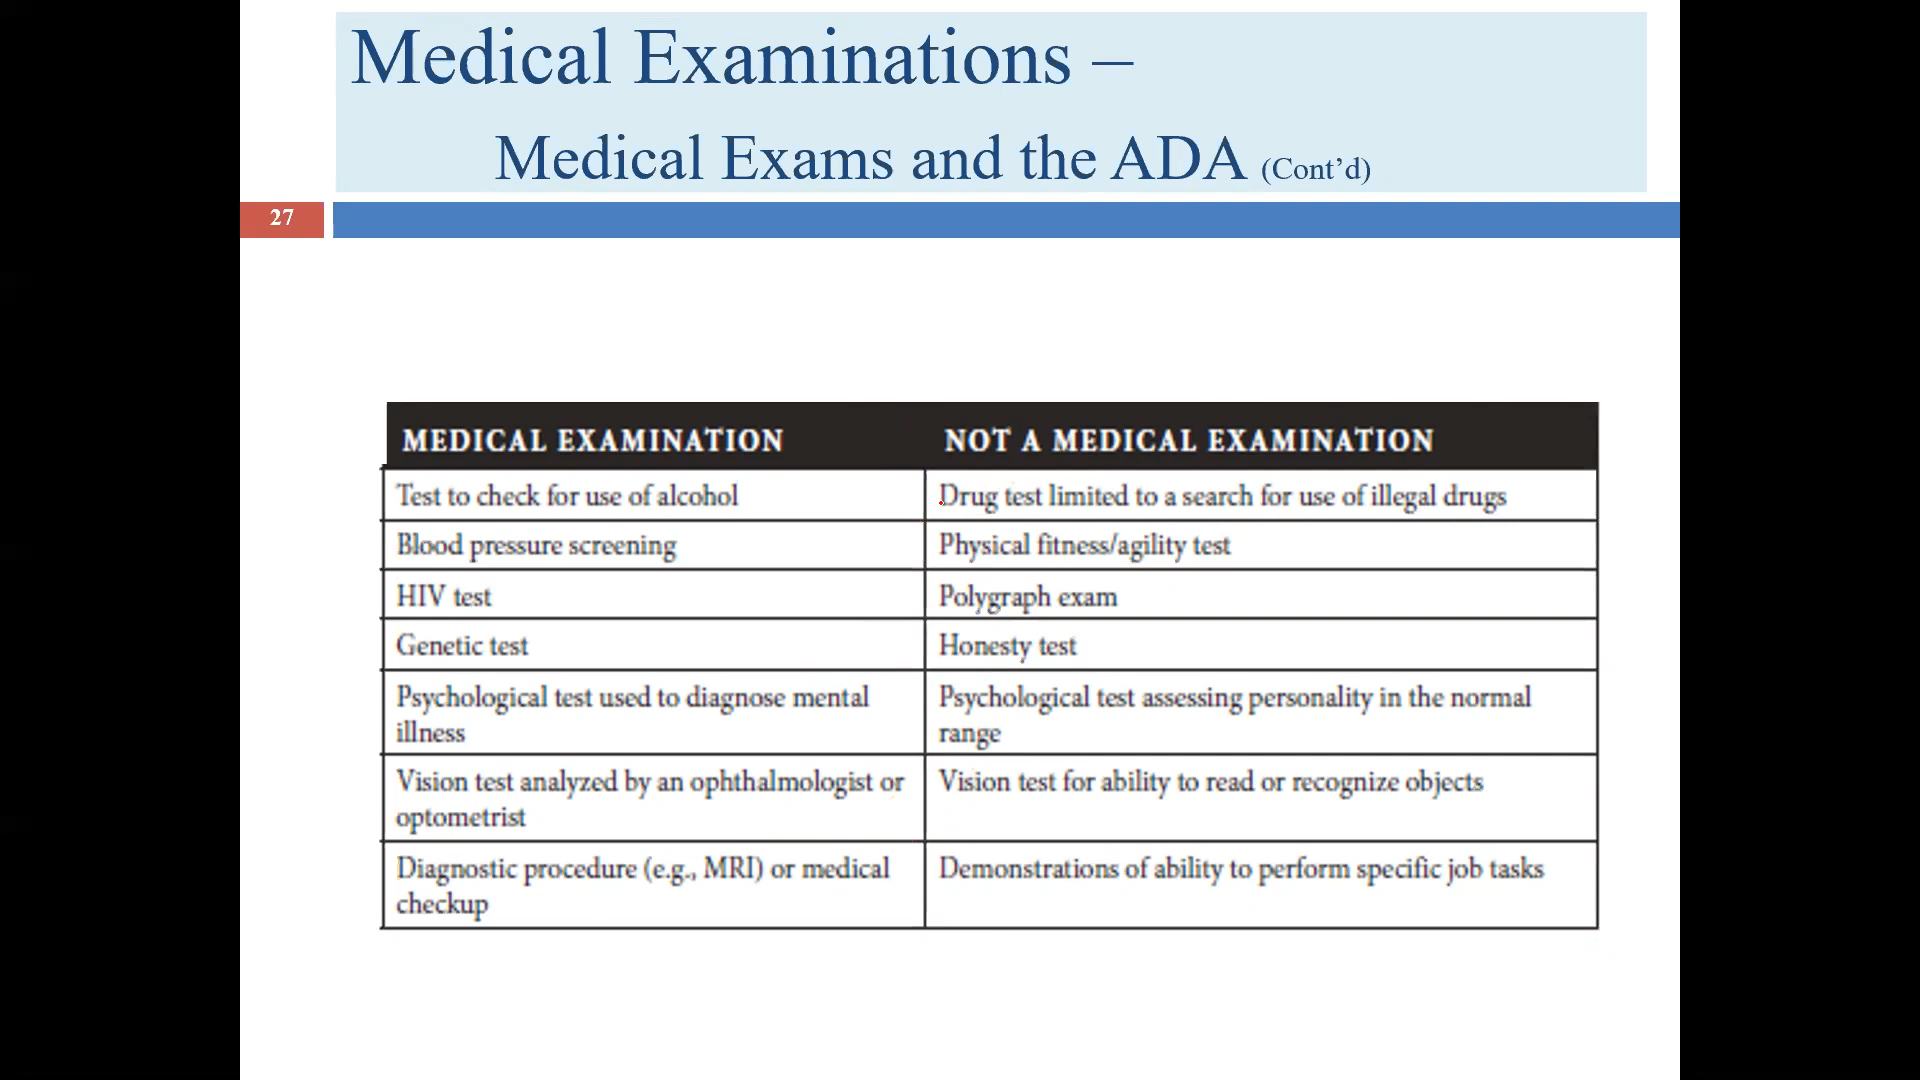 Medical Examinations –
Medical Exams and the ADA (Cont’d)
27
MEDICAL EXAMINATION
NOT A MEDICAL EXAMINATION
Test to check for use of alcohol
Drug test limited to a search for use of illegal drugs
Blood pressure screening
Physical fitness/agility test
HIV test
Polygraph exam
Genetic test
Honesty test
Psychological test used to diagnose mental
illness
Psychological test assessing personality in the normal
range
Vision test analyzed by an ophthalmologist or
optometrist
Vision test for ability to read or recognize objects
Diagnostic procedure (e.g., MRI) or medical
checkup
Demonstrations of ability to perform specific job tasks